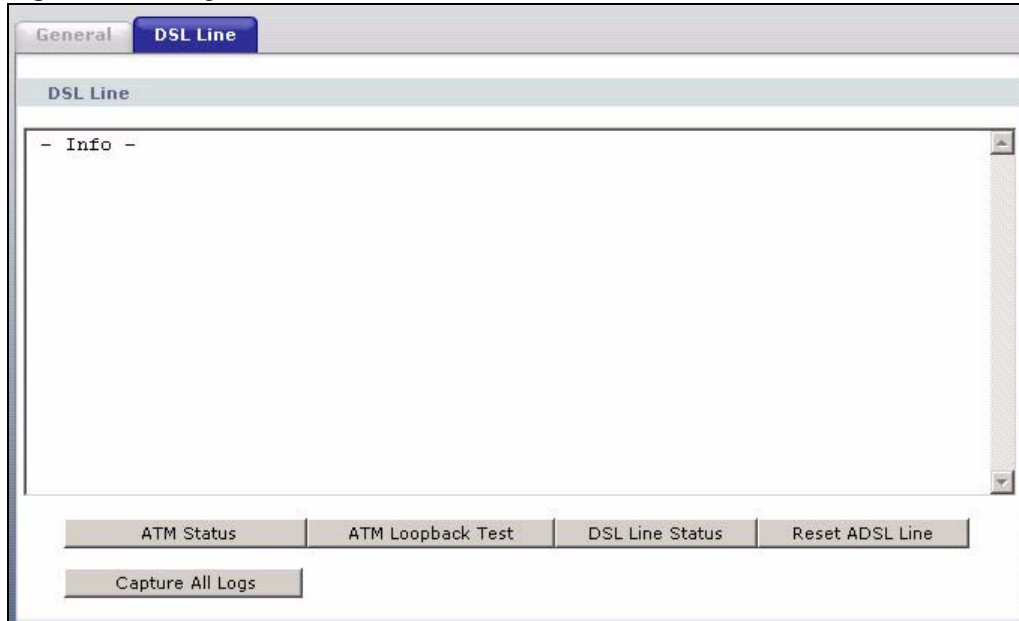 General DSL Line
DSL Line
- Info -
ATM Status ATM Loopback Test DSL Line Status Reset ADSL Line
Capture All Logs